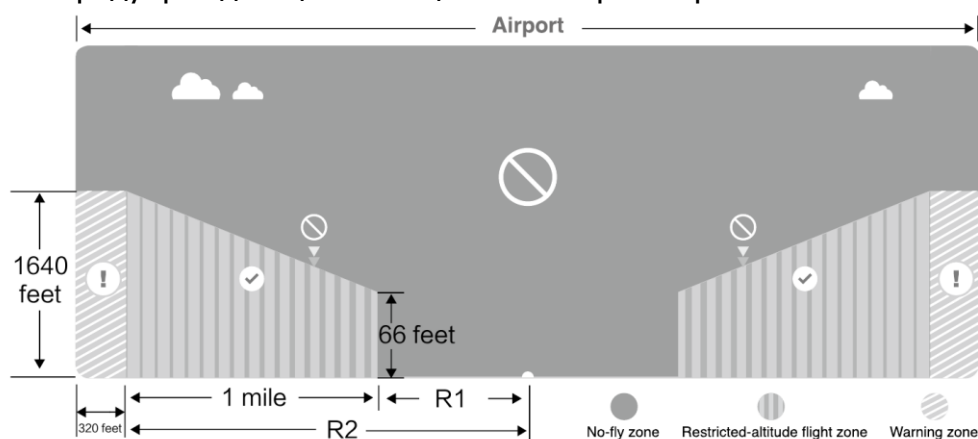 Airport
1640
feet
66 feet
1 mile
R1
320 feet
R2
No-fly zone
Restricted-altitude flight zone
Warning zone